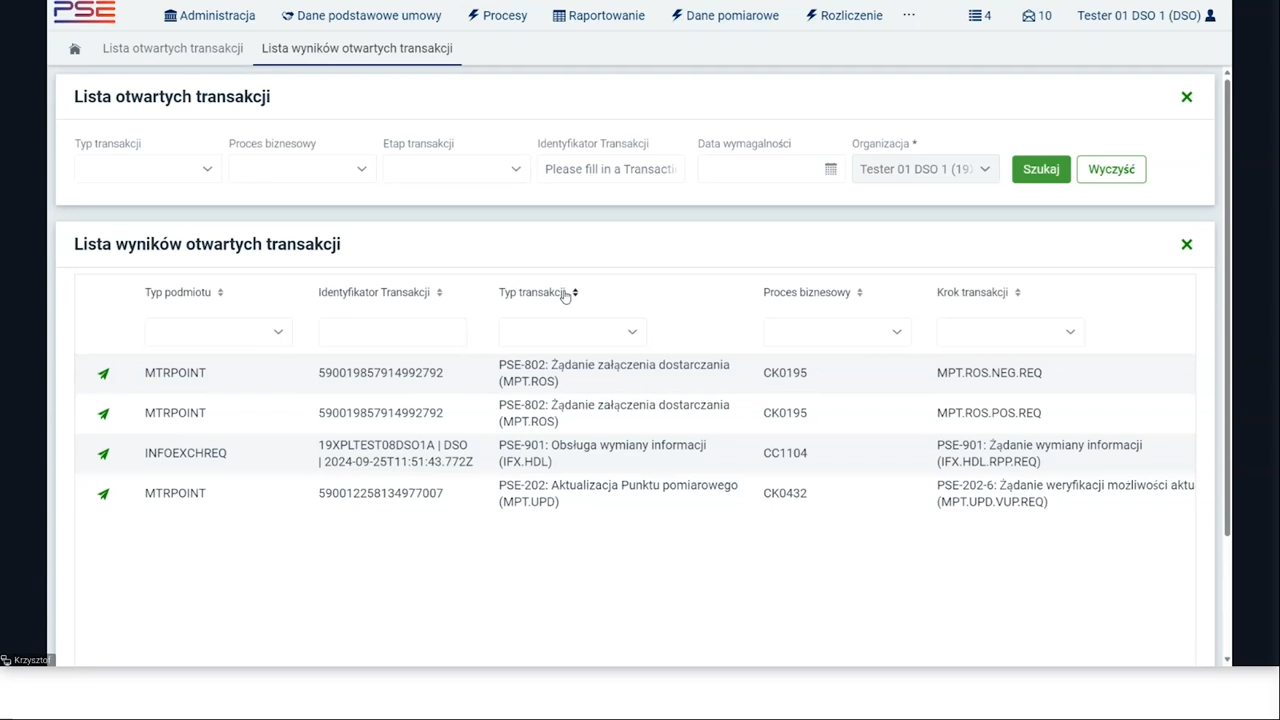 PSE
Administracja Dane podstawowe umowy Procesy Raportowanie Dane pomiarowe Rozliczenie ... 4 10 Tester 01 DSO 1 (DSO)
Lista otwartych transakcji Lista wyników otwartych transakcji
Lista otwartych transakcji
Typ transakcji Proces biznesowy Etap transakcji Identyfikator Transakcji Data wymagalności Organizacja *
Please fill in a Transacti Tester 01 DSO 1 (19X Szukaj Wyczyść
Lista wyników otwartych transakcji
Typ podmiotu Identyfikator Transakcji Typ transakcji Proces biznesowy Krok transakcji
MTRPOINT 590019857914992792 PSE-802: Żądanie załączenia dostarczania (MPT.ROS) CK0195 MPT.ROS.NEG.REQ
MTRPOINT 590019857914992792 PSE-802: Żądanie załączenia dostarczania (MPT.ROS) CK0195 MPT.ROS.POS.REQ
INFOEXCHREQ 19XPLTEST08DSO1A | DSO | 2024-09-25T11:51:43.772Z PSE-901: Obsługa wymiany informacji (IFX.HDL) CC1104 PSE-901: Żądanie wymiany informacji (IFX.HDL.RPP.REQ)
MTRPOINT 590012258134977007 PSE-202: Aktualizacja Punktu pomiarowego (MPT.UPD) CK0432 PSE-202-6: Żądanie weryfikacji możliwości aktu (MPT.UPD.VUP.REQ)
Krzysztof